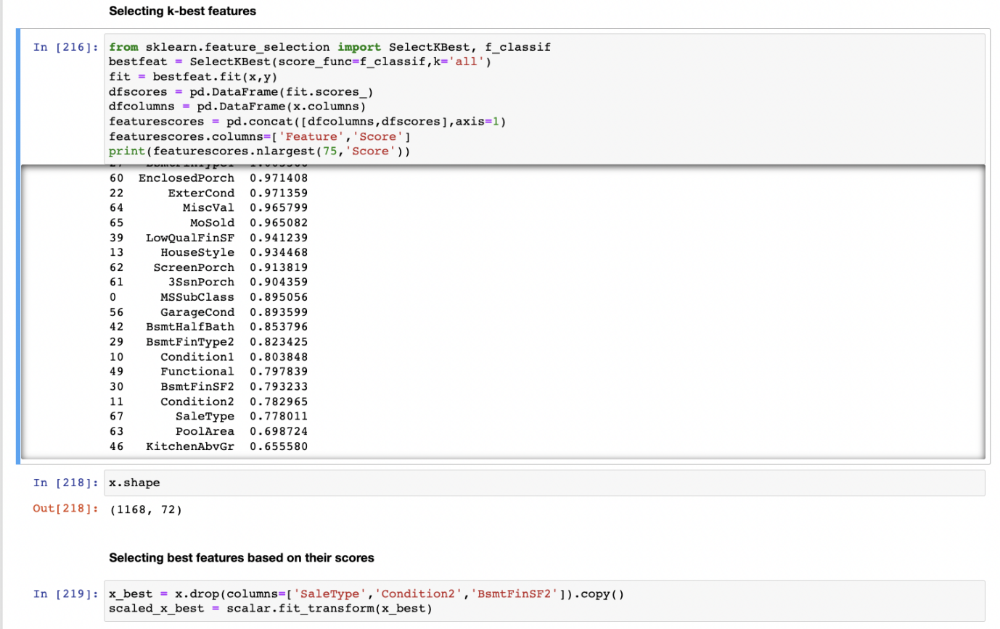 Selecting k-best features
In [216]: from sklearn.feature_selection import SelectKBest, f_classif
bestfeat = SelectKBest(score_func=f_classif,k='all')
fit = bestfeat.fit(x,y)
dfscores = pd.DataFrame(fit.scores_)
dfcolumns = pd.DataFrame(x.columns)
featurescores = pd.concat([dfcolumns,dfscores],axis=1)
featurescores.columns=['Feature','Score']
print(featurescores.nlargest(75,'Score'))
60 EnclosedPorch 0.971408
22 ExterCond 0.971359
64 MiscVal 0.965799
65 MoSold 0.965082
39 LowQualFinSF 0.941239
13 HouseStyle 0.934468
62 ScreenPorch 0.913819
61 3SsnPorch 0.904359
0 MSSubClass 0.895056
56 GarageCond 0.893599
42 BsmtHalfBath 0.853796
29 BsmtFinType2 0.823425
10 Condition1 0.803848
49 Functional 0.797839
30 BsmtFinSF2 0.793233
11 Condition2 0.782965
67 SaleType 0.778011
63 PoolArea 0.698724
46 KitchenAbvGr 0.655580
In [218]: x.shape
Out[218]: (1168, 72)
Selecting best features based on their scores
In [219]: x_best = x.drop(columns=['SaleType','Condition2','BsmtFinSF2']).copy()
scaled_x_best = scalar.fit_transform(x_best)